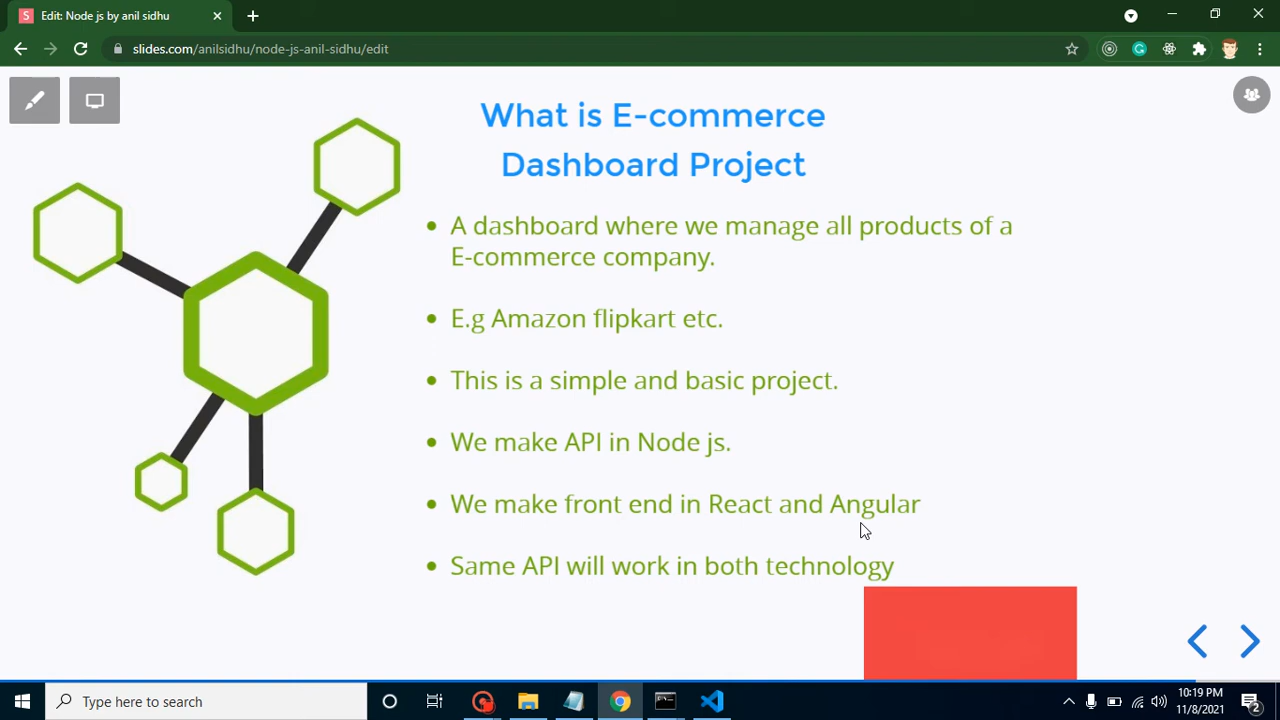 Edit: Node js by anil sidhu
slides.com/anilsidhu/node-js-anil-sidhu/edit
What is E-commerce
Dashboard Project
• A dashboard where we manage all products of a
E-commerce company.
• E.g Amazon flipkart etc.
• This is a simple and basic project.
• We make API in Node js.
• We make front end in React and Angular
• Same API will work in both technology
Type here to search
10:19 PM
11/8/2021
2